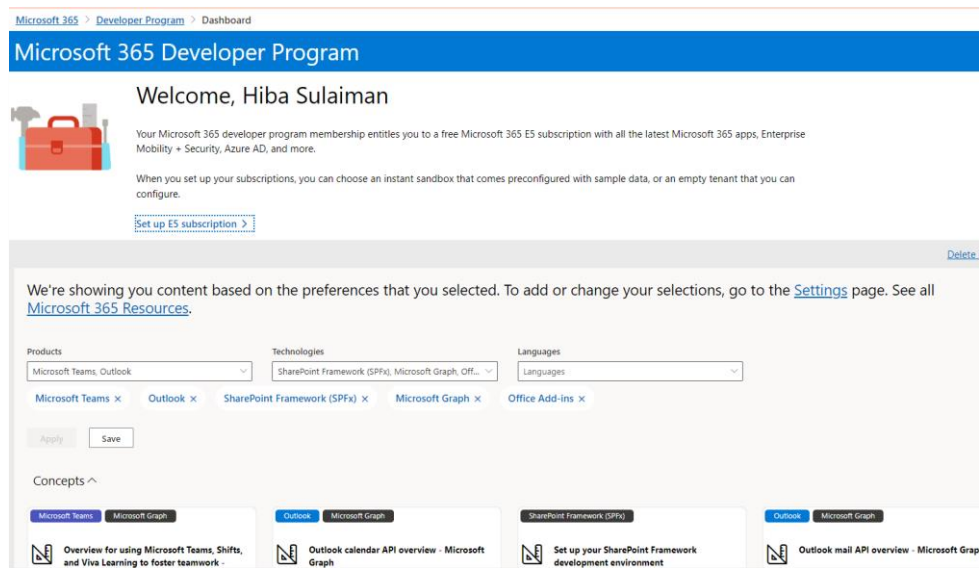 Microsoft 365 > Developer Program > Dashboard
Microsoft 365 Developer Program
Welcome, Hiba Sulaiman
Your Microsoft 365 developer program membership entitles you to a free Microsoft 365 E5 subscription with all the latest Microsoft 365 apps, Enterprise
Mobility + Security, Azure AD, and more.
When you set up your subscriptions, you can choose an instant sandbox that comes preconfigured with sample data, or an empty tenant that you can
configure.
Set up E5 subscription >
Delete
We're showing you content based on the preferences that you selected. To add or change your selections, go to the Settings page. See all
Microsoft 365 Resources.
Products Technologies Languages
Microsoft Teams, Outlook SharePoint Framework (SPFx), Microsoft Graph, Off... Languages
Microsoft Teams × Outlook × SharePoint Framework (SPFx) × Microsoft Graph × Office Add-ins ×
Apply Save
Concepts
Microsoft Teams Microsoft Graph Outlook Microsoft Graph SharePoint Framework (SPFx) Outlook Microsoft Graph
Overview for using Microsoft Teams, Shifts, Outlook calendar API overview - Microsoft Set up your SharePoint Framework Outlook mail API overview - Microsoft Grap
and Viva Learning to foster teamwork - Graph development environment